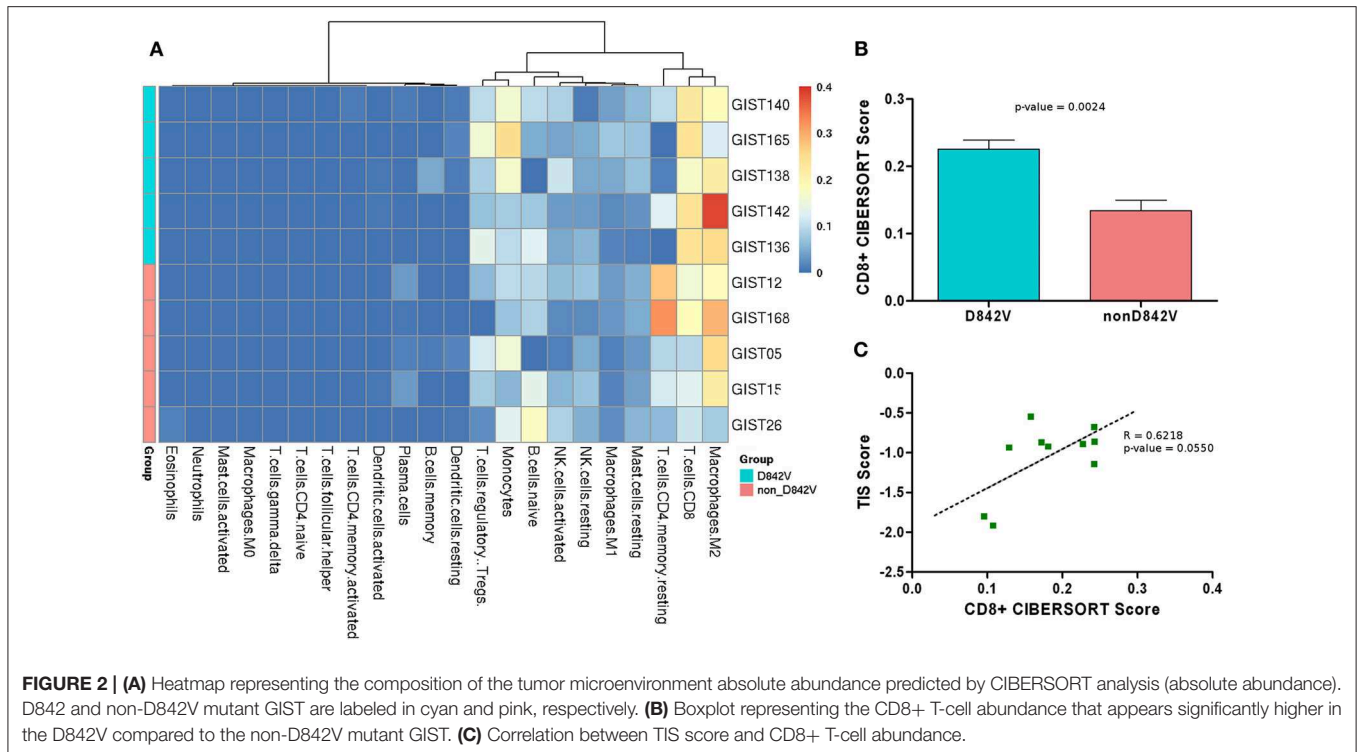 A
0.4
0.3
0.2
0.1
0
GIST140
GIST165
GIST138
GIST142
GIST136
GIST12
GIST168
GIST05
GIST15
GIST26
Group
Eosinophils
Neutrophils
Mast.cells.activated
Macrophages.M0
T.cells.gamma.delta
T.cells.CD4.naive
T.cells.follicular.helper
T.cells.CD4.memory.activated
Dendritic.cells.activated
Plasma.cells
B.cells.memory
Dendritic.cells.resting
T.cells.regulatory..Tregs.
Monocytes
B.cells.naive
NK.cells.activated
NK.cells.resting
Macrophages.M1
Mast.cells.resting
T.cells.CD4.memory.resting
T.cells.CD8
Macrophages.M2
Group
D842V
non_D842V
B
p-value = 0.0024
CD8+ CIBERSORT Score
0.3
0.2
0.1
0.0
D842V
nonD842V
C
TIS Score
0.0
-0.5
-1.0
-1.5
-2.0
-2.5
R = 0.6218
p-value = 0.0550
0.0
0.1
0.2
0.3
0.4
CD8+ CIBERSORT Score
FIGURE 2 | (A) Heatmap representing the composition of the tumor microenvironment absolute abundance predicted by CIBERSORT analysis (absolute abundance).
D842 and non-D842V mutant GIST are labeled in cyan and pink, respectively. (B) Boxplot representing the CD8+ T-cell abundance that appears significantly higher in
the D842V compared to the non-D842V mutant GIST. (C) Correlation between TIS score and CD8+ T-cell abundance.